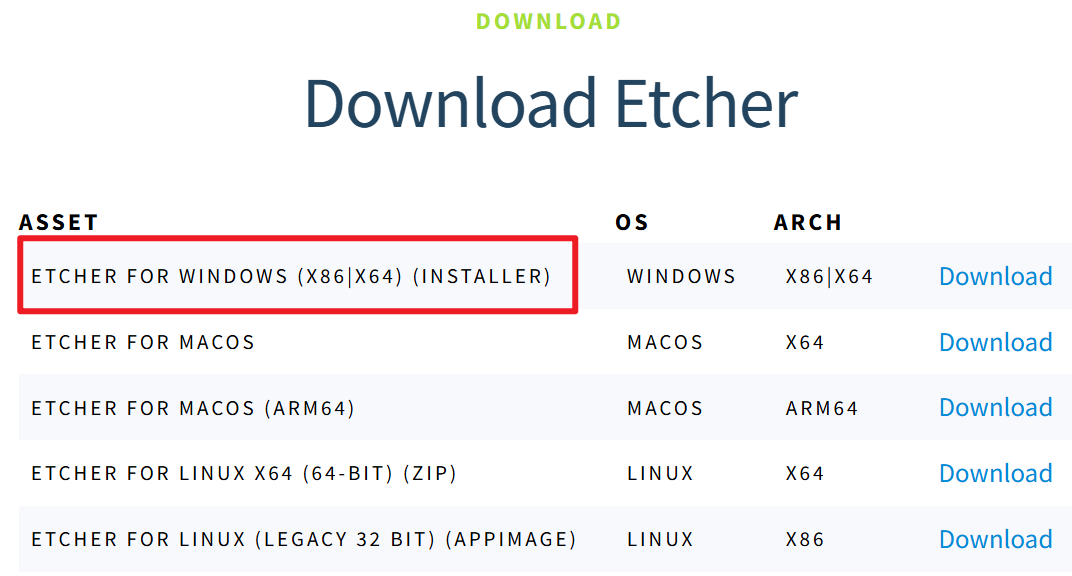 DOWNLOAD
Download Etcher
ASSET OS ARCH
ETCHER FOR WINDOWS (X86|X64) (INSTALLER) WINDOWS X86|X64 Download
ETCHER FOR MACOS MACOS X64 Download
ETCHER FOR MACOS (ARM64) MACOS ARM64 Download
ETCHER FOR LINUX X64 (64-BIT) (ZIP) LINUX X64 Download
ETCHER FOR LINUX (LEGACY 32 BIT) (APPIMAGE) LINUX X86 Download